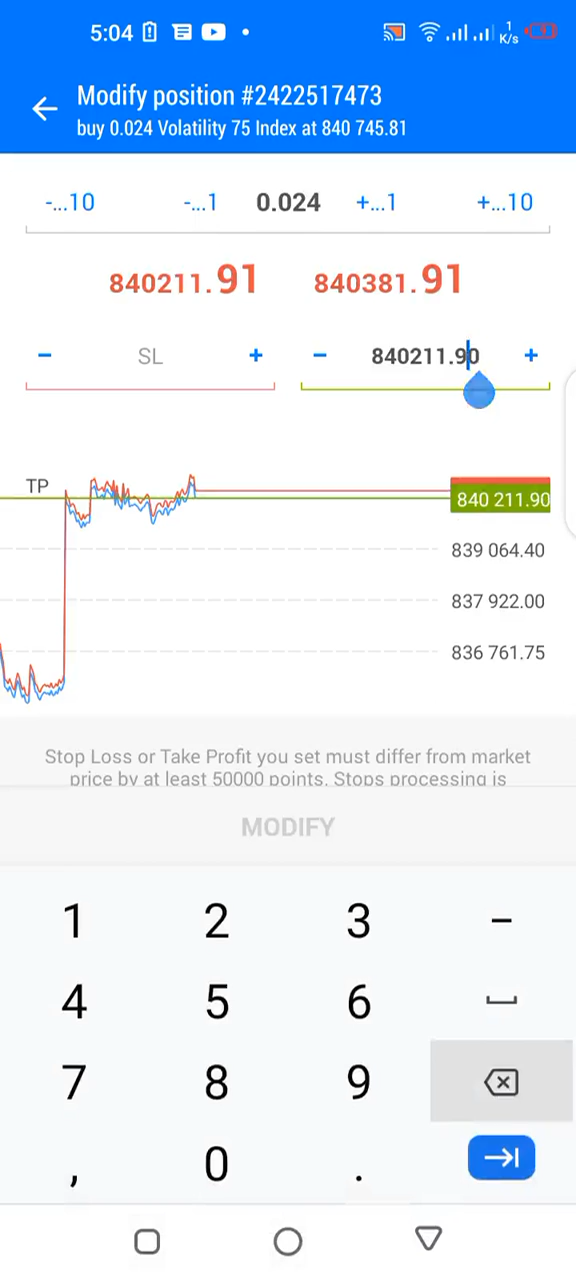 5:04
1
K/s
Modify position #2422517473
buy 0.024 Volatility 75 Index at 840 745.81
-...10 -...1 0.024 +...1 +...10
840211.91 840381.91
- SL + - 840211.90 +
TP
840 211.90
839 064.40
837 922.00
836 761.75
Stop Loss or Take Profit you set must differ from market
price by at least 50000 points. Stops processing is
MODIFY
1 2 3 -
4 5 6
7 8 9
, 0 .